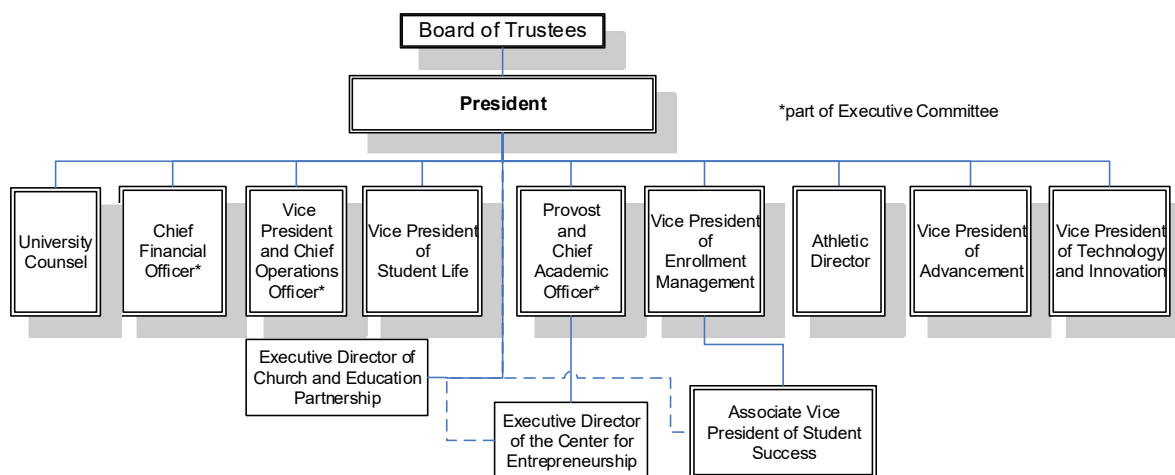 Board of Trustees
President
*part of Executive Committee
University
Counsel
Chief
Financial
Officer*
Vice
President
and Chief
Operations
Officer*
Vice President
of
Student Life
Provost
and
Chief
Academic
Officer*
Vice President
of
Enrollment
Management
Athletic
Director
Vice President
of
Advancement
Vice President
of Technology
and Innovation
Executive Director of
Church and Education
Partnership
Executive Director
of the Center for
Entrepreneurship
Associate Vice
President of Student
Success